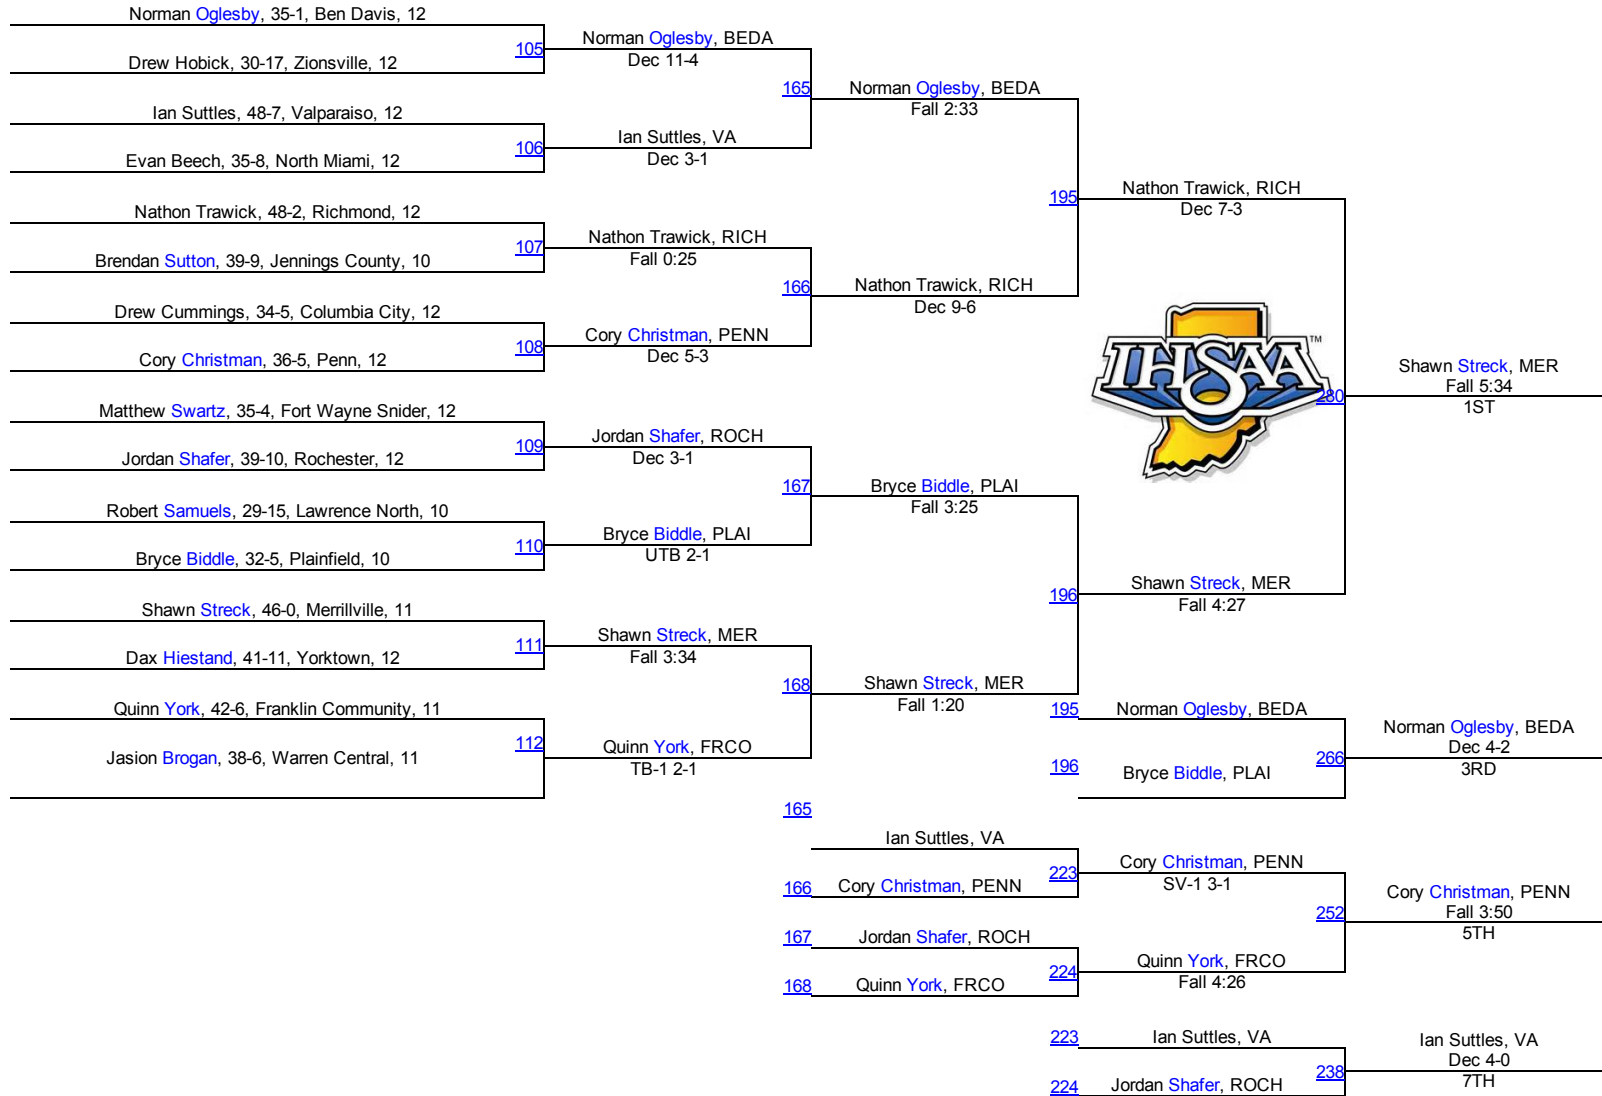 Norman Oglesby, 35-1, Ben Davis, 12
105
Drew Hobick, 30-17, Zionsville, 12
Norman Oglesby, BEDA
Dec 11-4
165
Ian Suttles, 48-7, Valparaiso, 12
106
Evan Beech, 35-8, North Miami, 12
Ian Suttles, VA
Dec 3-1
Norman Oglesby, BEDA
Fall 2:33
195
Nathon Trawick, 48-2, Richmond, 12
107
Brendan Sutton, 39-9, Jennings County, 10
Nathon Trawick, RICH
Fall 0:25
166
Drew Cummings, 34-5, Columbia City, 12
108
Cory Christman, 36-5, Penn, 12
Cory Christman, PENN
Dec 5-3
Nathon Trawick, RICH
Dec 9-6
Nathon Trawick, RICH
Dec 7-3
IHSAA™
280
Shawn Streck, MER
Fall 5:34
1ST
Matthew Swartz, 35-4, Fort Wayne Snider, 12
109
Jordan Shafer, 39-10, Rochester, 12
Jordan Shafer, ROCH
Dec 3-1
167
Robert Samuels, 29-15, Lawrence North, 10
110
Bryce Biddle, 32-5, Plainfield, 10
Bryce Biddle, PLAI
UTB 2-1
Bryce Biddle, PLAI
Fall 3:25
196
Shawn Streck, MER
Fall 4:27
Shawn Streck, 46-0, Merrillville, 11
111
Dax Hiestand, 41-11, Yorktown, 12
Shawn Streck, MER
Fall 3:34
168
Quinn York, 42-6, Franklin Community, 11
112
Jasion Brogan, 38-6, Warren Central, 11
Quinn York, FRCO
TB-1 2-1
Shawn Streck, MER
Fall 1:20
195
Norman Oglesby, BEDA
196
Bryce Biddle, PLAI
266
Norman Oglesby, BEDA
Dec 4-2
3RD
165
Ian Suttles, VA
166
Cory Christman, PENN
223
Cory Christman, PENN
SV-1 3-1
167
Jordan Shafer, ROCH
168
Quinn York, FRCO
224
Quinn York, FRCO
Fall 4:26
252
Cory Christman, PENN
Fall 3:50
5TH
223
Ian Suttles, VA
224
Jordan Shafer, ROCH
238
Ian Suttles, VA
Dec 4-0
7TH